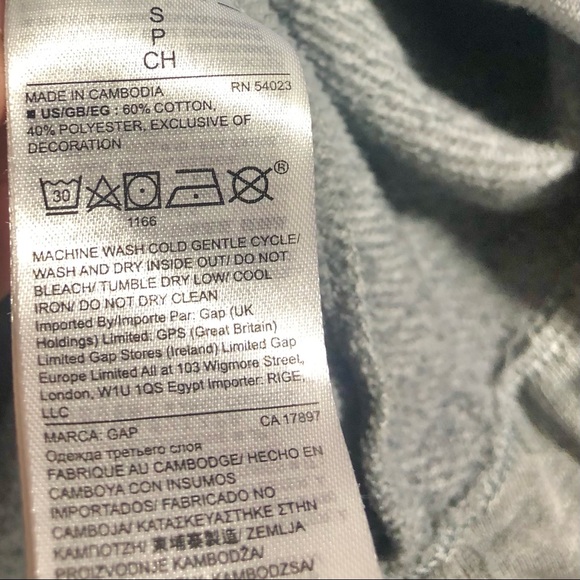 S
P
CH
MADE IN CAMBODIA RN 54023
■ US/GB/EG : 60% COTTON,
40% POLYESTER, EXCLUSIVE OF
DECORATION
30 ®
1166
MACHINE WASH COLD GENTLE CYCLE/
WASH AND DRY INSIDE OUT/ DO NOT
BLEACH/ TUMBLE DRY LOW/ COOL
IRON/ DO NOT DRY CLEAN
Imported By/Importe Par: Gap (UK
Holdings) Limited: GPS (Great Britain)
Limited Gap Stores (Ireland) Limited Gap
Europe Limited All at 103 Wigmore Street,
London, W1U 1QS Egypt Importer: RIGE,
LLC
MARCA: GAP CA 17897
Одежда третьего слоя
FABRIQUE AU CAMBODGE/ HECHO EN
CAMBOYA CON INSUMOS
IMPORTADOS/ FABRICADO NO
CAMBOJA/ ΚΑΤΑΣΚΕΥΑΣΤΗΚΕ ΣΤΗΝ
ΚΑΜΠΟΤΖΗ/ 柬埔寨製造/ ZEMLJA
PROIZVODNJE KAMBODŽA/
KAMBODZSA/